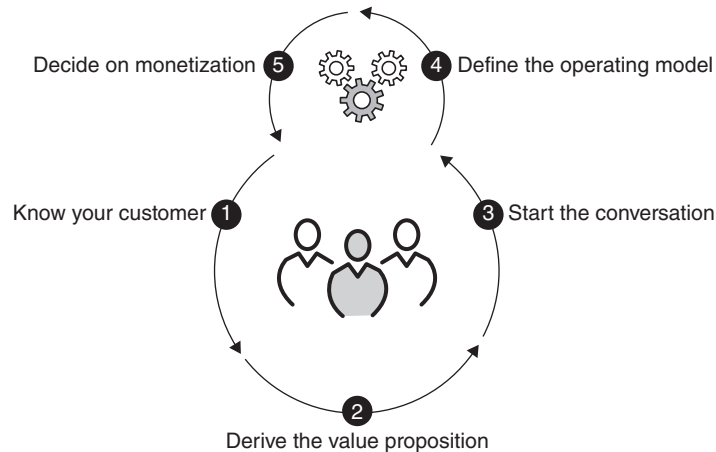 Decide on monetization 5
4 Define the operating model
Know your customer 1
3 Start the conversation
2
Derive the value proposition